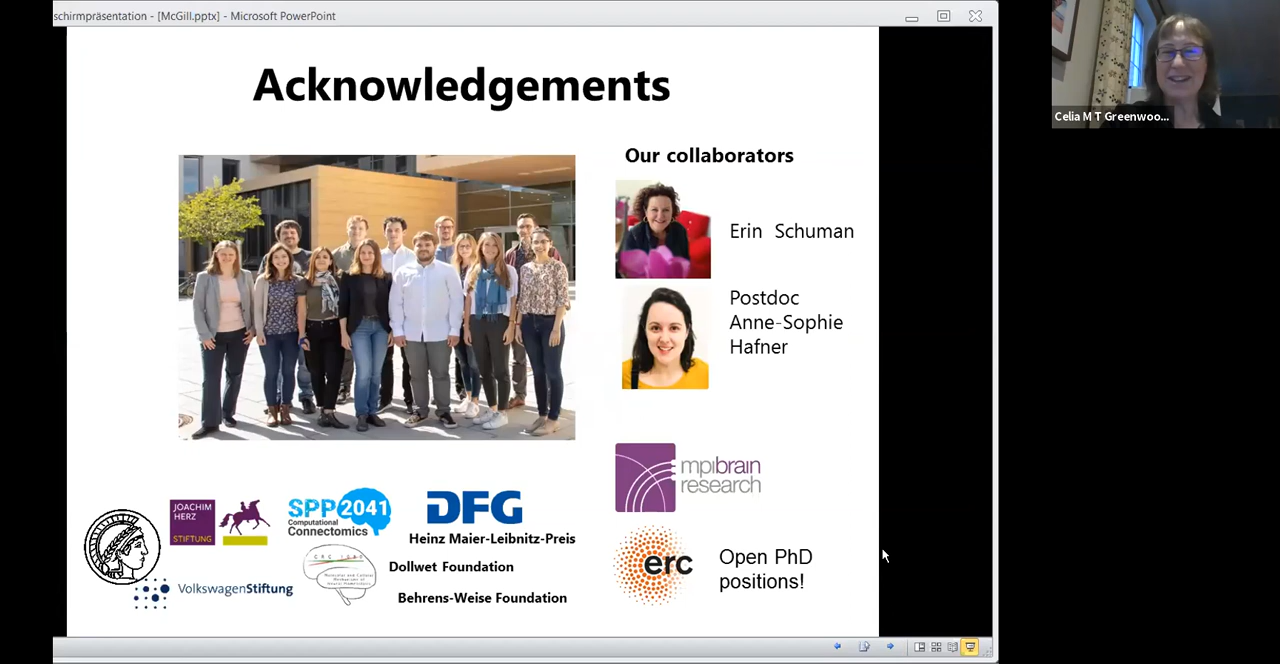 schirmpräsentation - [McGill.pptx] - Microsoft PowerPoint
Celia M T Greenwoo...
Acknowledgements
Our collaborators
Erin Schuman
Postdoc
Anne-Sophie
Hafner
mpibrain
research
JOACHIM
HERZ
STIFTUNG
SPP 2041
Computational
Connectomics
DFG
Heinz Maier-Leibnitz-Preis
Dollwet Foundation
Behrens-Weise Foundation
VolkswagenStiftung
erc
Open PhD
positions!